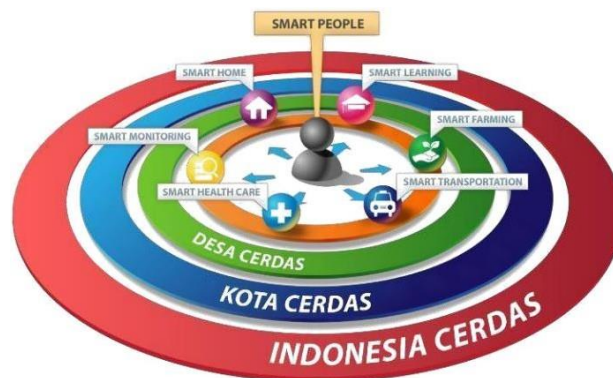 SMART PEOPLE
SMART HOME
SMART LEARNING
SMART MONITORING
SMART FARMING
SMART HEALTH CARE
SMART TRANSPORTATION
DESA CERDAS
KOTA CERDAS
INDONESIA CERDAS